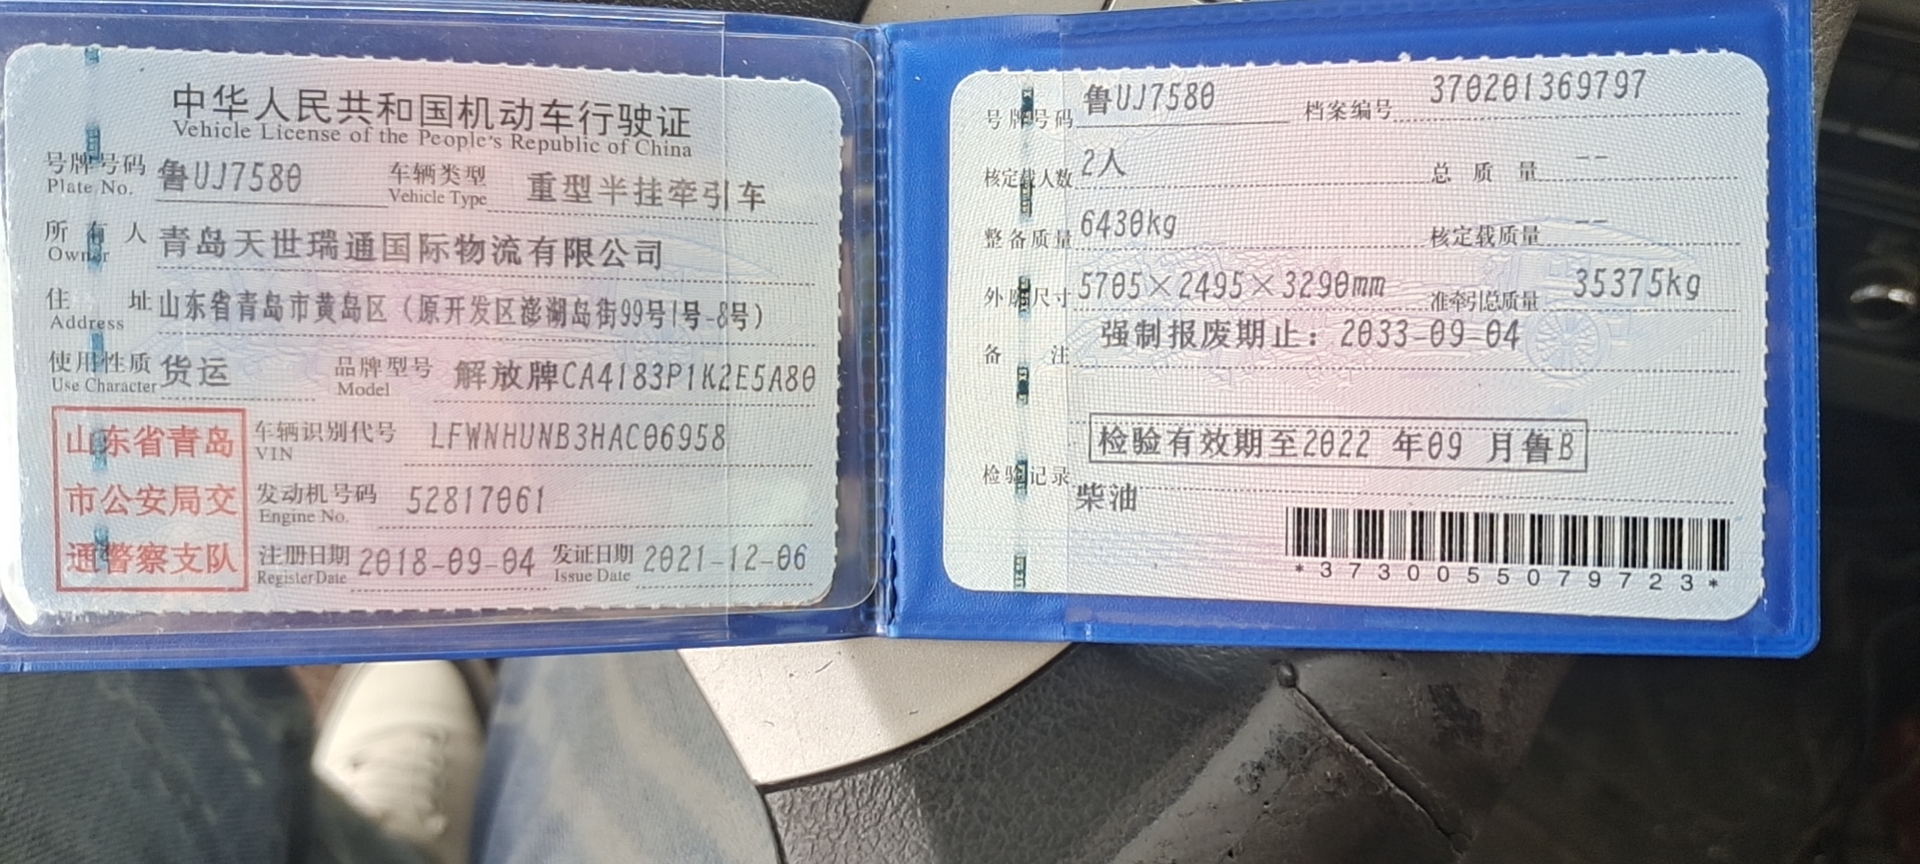 中华人民共和国机动车行驶证
Vehicle License of the People's Republic of China
号牌号码 鲁UJ7580 车辆类型 重型半挂牵引车
Plate No. Vehicle Type
所有人 青岛天世瑞通国际物流有限公司
Owner
住址 山东省青岛市黄岛区（原开发区澎湖岛街99号1号-8号）
Address
使用性质 货运 品牌型号 解放牌CA4183P1K2E5A80
Use Character Model
山东省青岛
市公安局交
通警察支队
车辆识别代号 LFWNHUNB3HAC06958
VIN
发动机号码 52817061
Engine No.
注册日期 2018-09-04 发证日期 2021-12-06
Register Date Issue Date
号牌号码 鲁UJ7580 档案编号 370201369797
核定载人数 2人 总质量 --
整备质量 6430kg 核定载质量 --
外廓尺寸 5705×2495×3290mm 准牵引总质量 35375kg
备注 强制报废期止：2033-09-04
检验有效期至2022 年09 月鲁B
检验记录
柴油
*3730055079723*